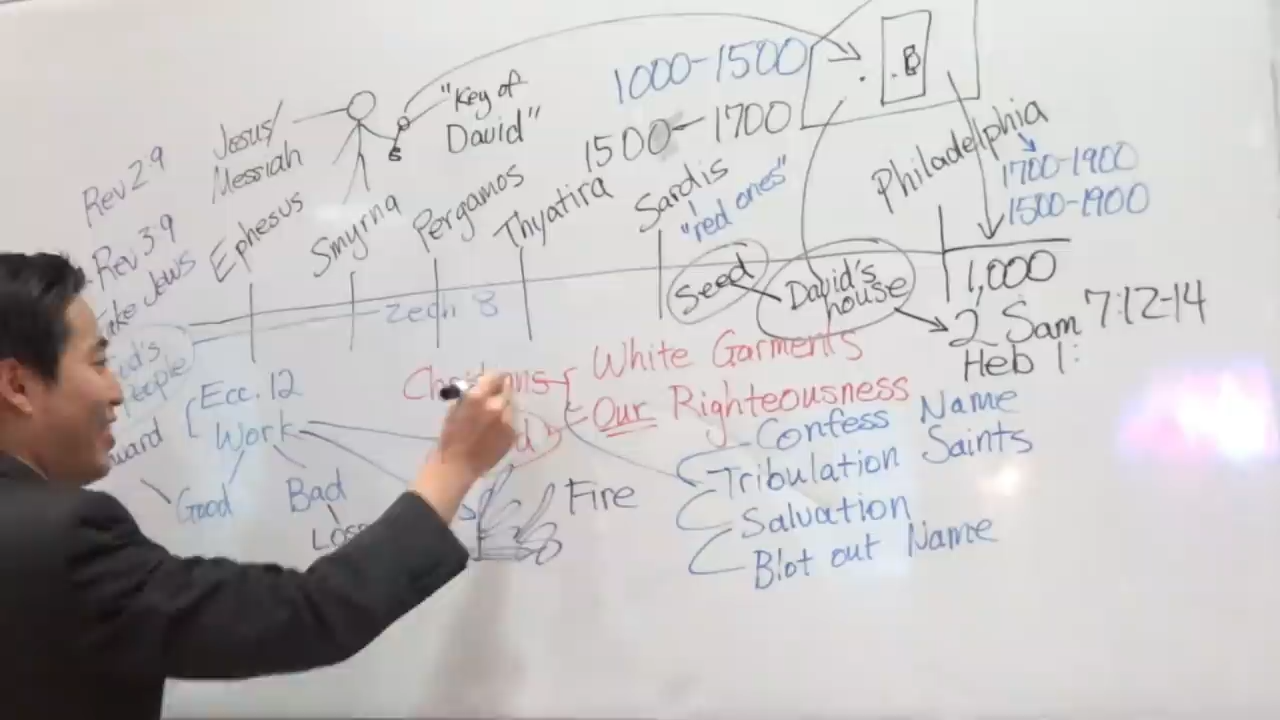 Rev 2:9
Jesus/
Messiah
"Key of
David"
1000-1500
1500-1700
B
Rev 3:9
Jews
Ephesus
Smyrna
Pergamos
Thyatira
Sardis
"red ones"
Philadelphia
1700-1900
1500-1900
Zech 8
Seed
David's
house
1,000
2 Sam 7:12-14
Heb 1:
People
Ecc. 12
Work
Good
Bad
Fire
White Garments
Our Righteousness
Confess Name
Tribulation Saints
Salvation
Blot out Name